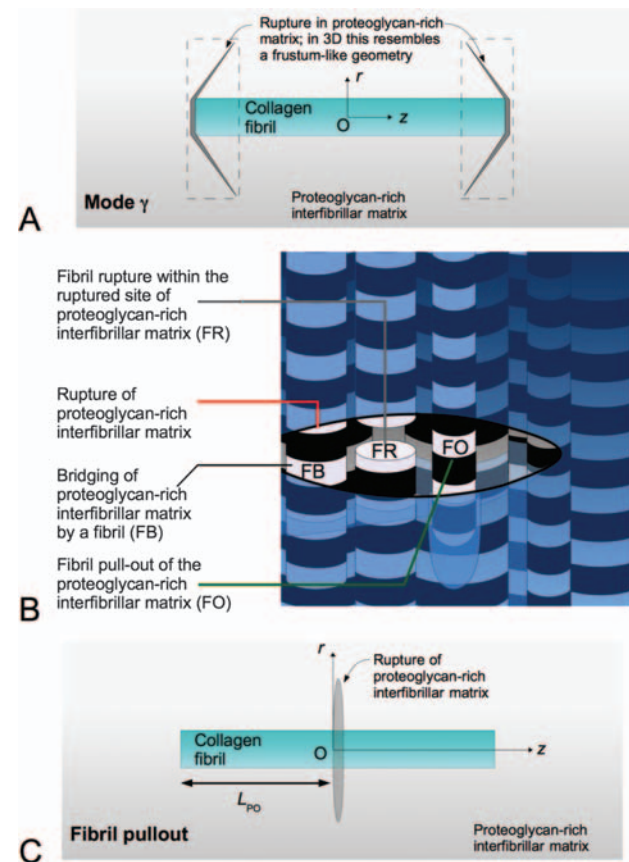 Rupture in proteoglycan-rich
matrix; in 3D this resembles
a frustum-like geometry
r
Collagen
fibril
O
z
Mode γ
Proteoglycan-rich
interfibrillar matrix
A
Fibril rupture within the
ruptured site of
proteoglycan-rich
interfibrillar matrix (FR)
Rupture of
proteoglycan-rich
interfibrillar matrix
Bridging of
proteoglycan-rich
interfibrillar matrix
by a fibril (FB)
Fibril pull-out of the
proteoglycan-rich
interfibrillar matrix (FO)
FB
FR
FO
B
r
Rupture of
proteoglycan-rich
interfibrillar matrix
Collagen
fibril
O
z
LPO
Fibril pullout
Proteoglycan-rich
interfibrillar matrix
C